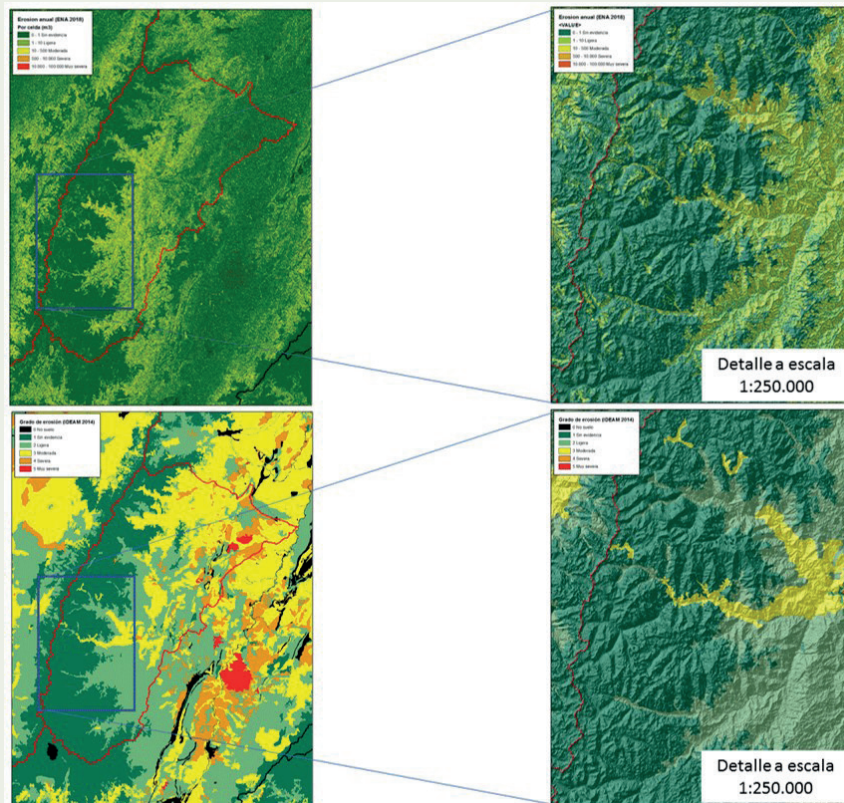 Erosion anual (ENA 2018)
Por celda (m3)
0 - 1 Sin evidencia
1 - 10 Ligera
10 - 500 Moderada
500 - 10 000 Severa
10 000 - 100 000 Muy severa
Erosion anual (ENA 2018)
<VALUE>
0 - 1 Sin evidencia
1 - 10 Ligera
10 - 500 Moderada
500 - 10 000 Severa
10 000 - 100 000 Muy severa
Detalle a escala
1:250.000
Grado de erosión (IDEAM 2014)
0 No suelo
1 Sin evidencia
2 Ligera
3 Moderada
4 Severa
5 Muy severa
Grado de erosión (IDEAM 2014)
0 No suelo
1 Sin evidencia
2 Ligera
3 Moderada
4 Severa
5 Muy severa
Detalle a escala
1:250.000